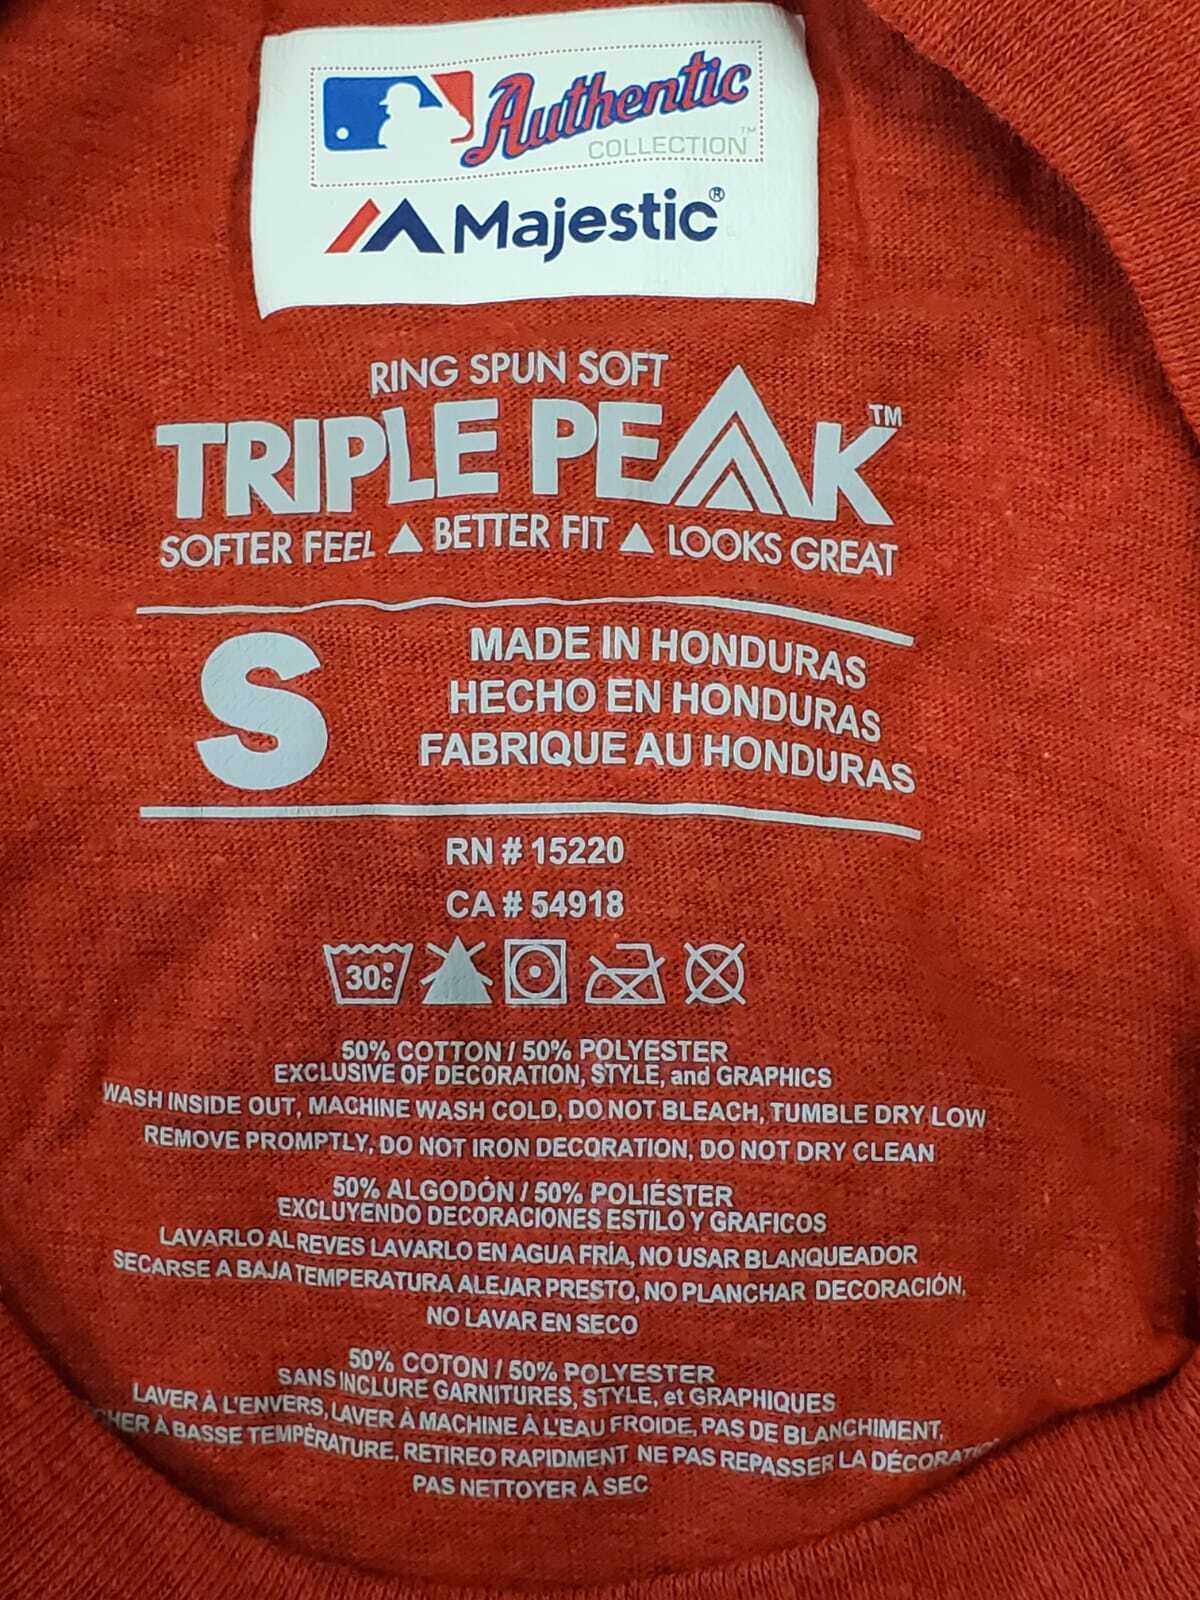 Authentic
COLLECTION™
Majestic®
RING SPUN SOFT
TRIPLE PEAK™
SOFTER FEEL ▲ BETTER FIT ▲ LOOKS GREAT
S
MADE IN HONDURAS
HECHO EN HONDURAS
FABRIQUE AU HONDURAS
RN # 15220
CA # 54918
30c
50% COTTON / 50% POLYESTER
EXCLUSIVE OF DECORATION, STYLE, and GRAPHICS
WASH INSIDE OUT, MACHINE WASH COLD, DO NOT BLEACH, TUMBLE DRY LOW
REMOVE PROMPTLY, DO NOT IRON DECORATION, DO NOT DRY CLEAN
50% ALGODÓN / 50% POLIÉSTER
EXCLUYENDO DECORACIONES ESTILO Y GRAFICOS
LAVARLO AL REVES LAVARLO EN AGUA FRÍA, NO USAR BLANQUEADOR
SECARSE A BAJA TEMPERATURA ALEJAR PRESTO, NO PLANCHAR DECORACIÓN,
NO LAVAR EN SECO
50% COTON / 50% POLYESTER
SANS INCLURE GARNITURES, STYLE, et GRAPHIQUES
LAVER À L'ENVERS, LAVER À MACHINE À L'EAU FROIDE, PAS DE BLANCHIMENT,
CHER À BASSE TEMPÉRATURE, RETIREO RAPIDMENT NE PAS REPASSER LA DÉCORATI
PAS NETTOYER À SEC